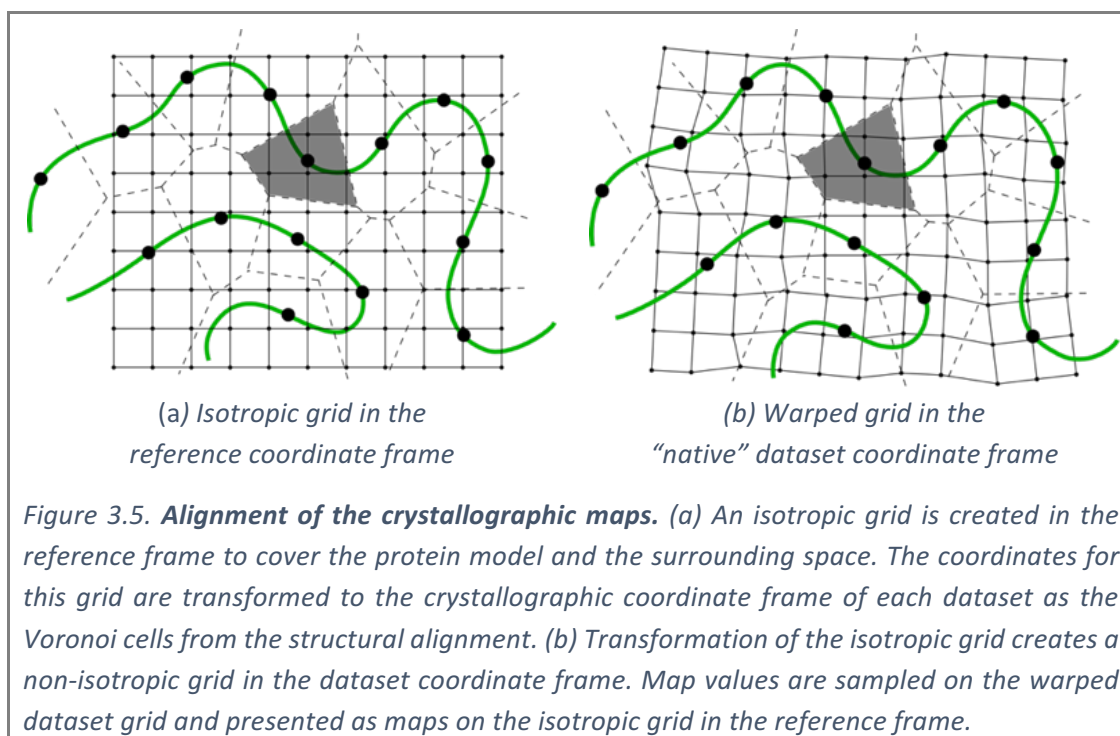 (a) Isotropic grid in the
reference coordinate frame
(b) Warped grid in the
“native” dataset coordinate frame
Figure 3.5. Alignment of the crystallographic maps. (a) An isotropic grid is created in the
reference frame to cover the protein model and the surrounding space. The coordinates for
this grid are transformed to the crystallographic coordinate frame of each dataset as the
Voronoi cells from the structural alignment. (b) Transformation of the isotropic grid creates a
non-isotropic grid in the dataset coordinate frame. Map values are sampled on the warped
dataset grid and presented as maps on the isotropic grid in the reference frame.